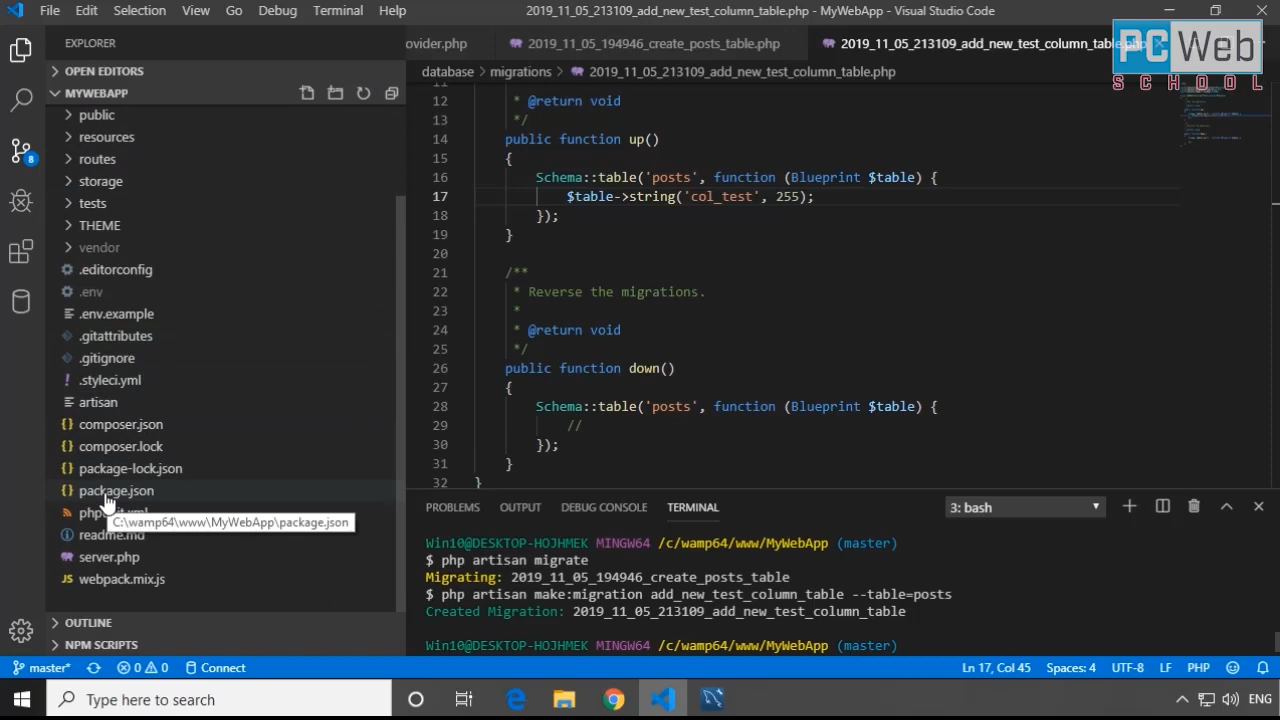 File Edit Selection View Go Debug Terminal Help
2019_11_05_213109_add_new_test_column_table.php - MyWebApp - Visual Studio Code
PC Web
SCHOOL
EXPLORER
OPEN EDITORS
MYWEBAPP
public
resources
routes
storage
tests
THEME
vendor
.editorconfig
.env
.env.example
.gitattributes
.gitignore
.styleci.yml
artisan
composer.json
composer.lock
package-lock.json
package.json
C:\wamp64\www\MyWebApp\package.json
readme.md
server.php
webpack.mix.js
OUTLINE
NPM SCRIPTS
8
ovider.php
2019_11_05_194946_create_posts_table.php
2019_11_05_213109_add_new_test_column_table.php
database > migrations > 2019_11_05_213109_add_new_test_column_table.php
12 * @return void
13 */
14 public function up()
15 {
16 Schema::table('posts', function (Blueprint $table) {
17 $table->string('col_test', 255);
18 });
19 }
20
21 /**
22 * Reverse the migrations.
23 *
24 * @return void
25 */
26 public function down()
27 {
28 Schema::table('posts', function (Blueprint $table) {
29 //
30 });
31 }
32 }
PROBLEMS OUTPUT DEBUG CONSOLE TERMINAL
3: bash
Win10@DESKTOP-HOJHMEK MINGW64 /c/wamp64/www/MyWebApp (master)
$ php artisan migrate
Migrating: 2019_11_05_194946_create_posts_table
$ php artisan make:migration add_new_test_column_table --table=posts
Created Migration: 2019_11_05_213109_add_new_test_column_table
Win10@DESKTOP-HOJHMEK MINGW64 /c/wamp64/www/MyWebApp (master)
master* 0 0 Connect
Ln 17, Col 45 Spaces: 4 UTF-8 LF PHP
Type here to search
ENG